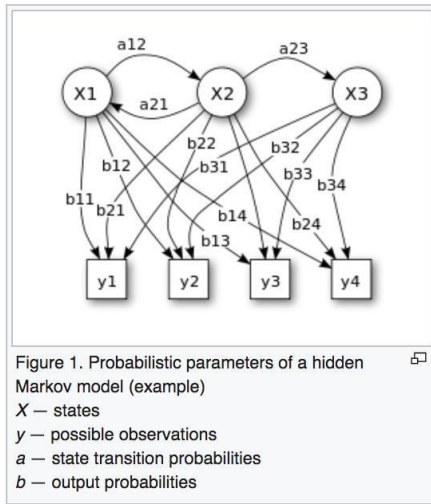 a12
a23
X1
X2
X3
a21
b12
b22
b32
b31
b33
b34
b11
b21
b14
b24
b13
y1
y2
y3
y4
Figure 1. Probabilistic parameters of a hidden
Markov model (example)
X — states
y — possible observations
a — state transition probabilities
b — output probabilities